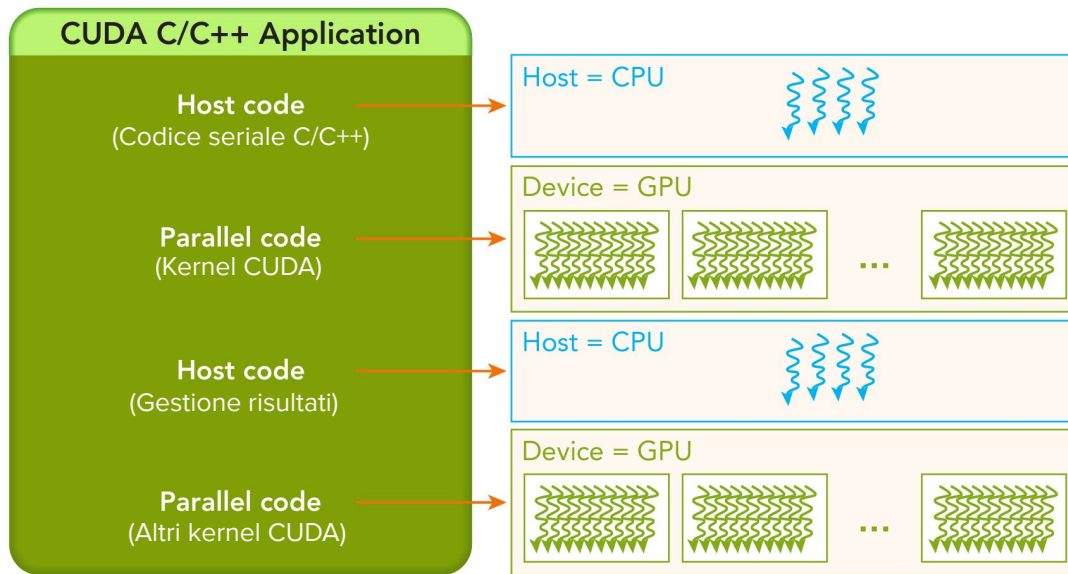 CUDA C/C++ Application
Host code
(Codice seriale C/C++)
Host = CPU
Parallel code
(Kernel CUDA)
Device = GPU
...
Host code
(Gestione risultati)
Host = CPU
Parallel code
(Altri kernel CUDA)
Device = GPU
...